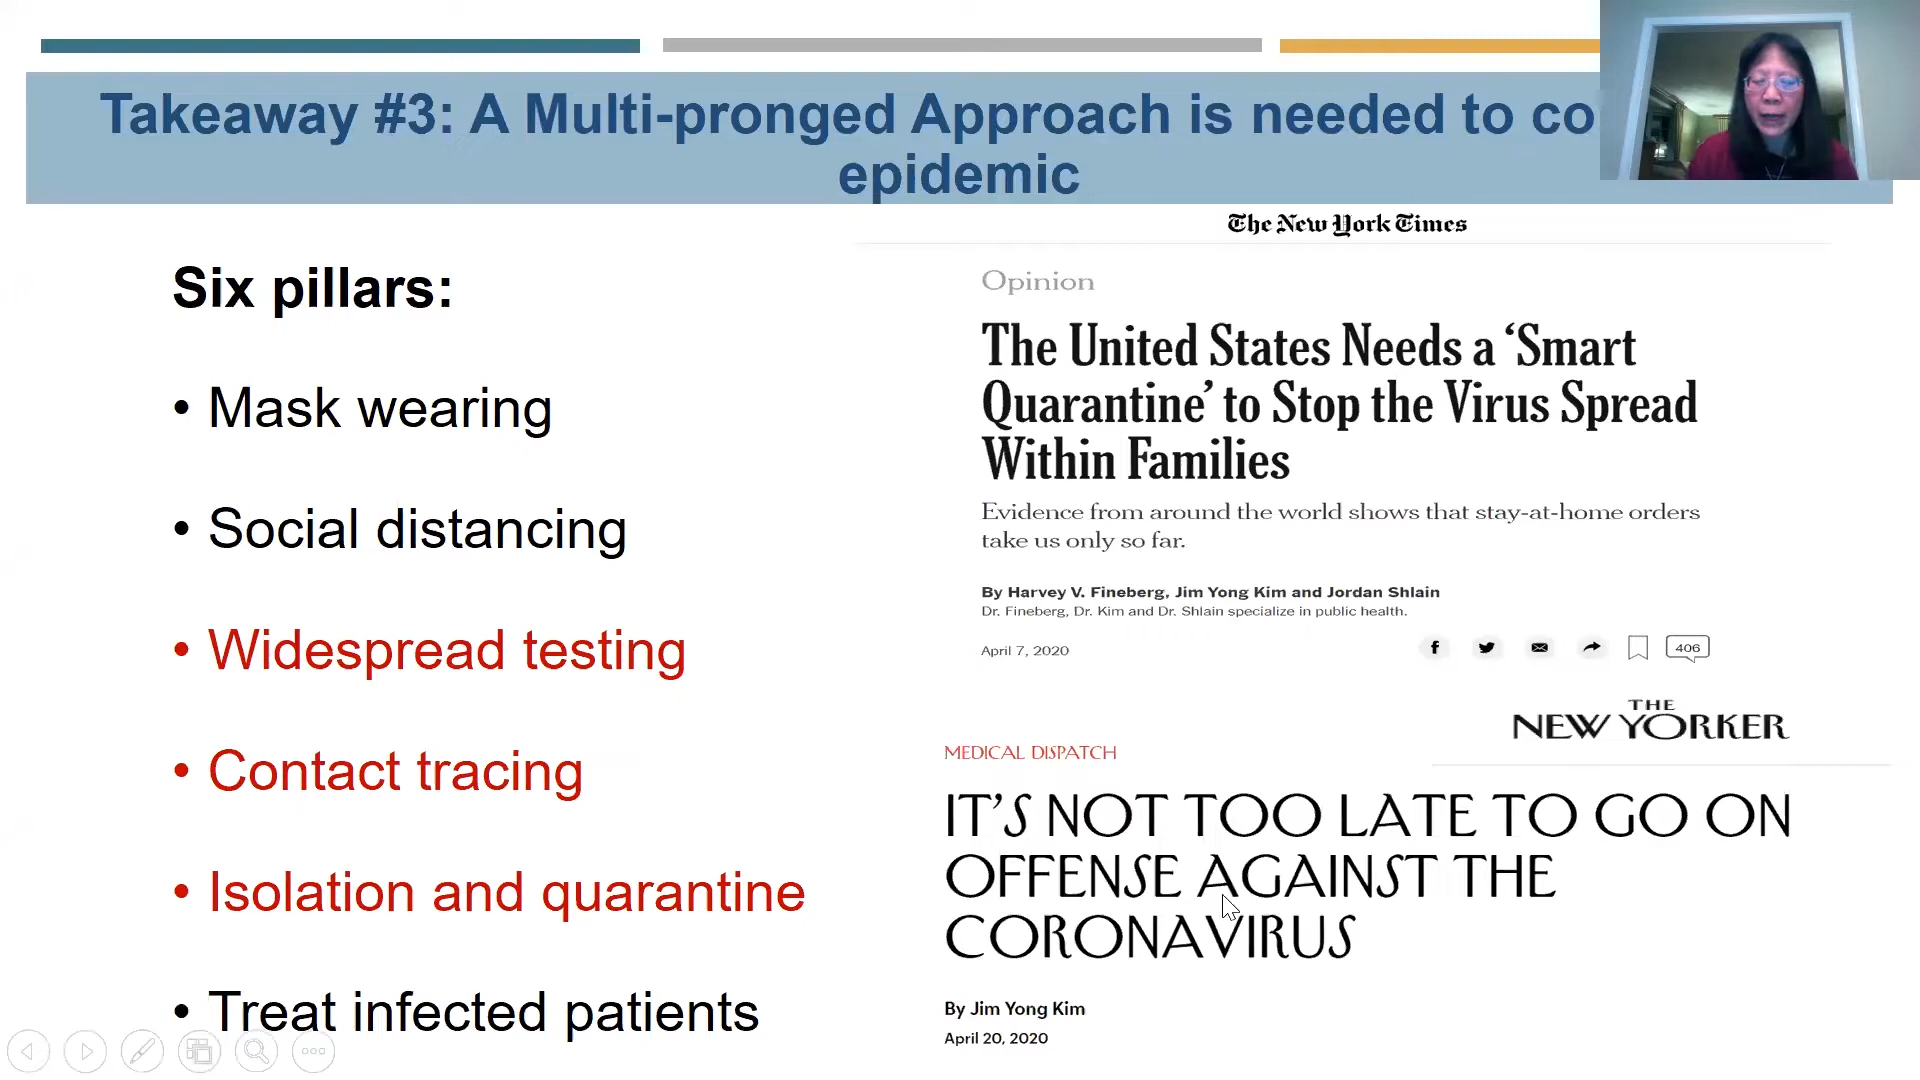 Takeaway #3: A Multi-pronged Approach is needed to co
epidemic
Six pillars:
• Mask wearing
• Social distancing
• Widespread testing
• Contact tracing
• Isolation and quarantine
• Treat infected patients
The New York Times
Opinion
The United States Needs a ‘Smart
Quarantine’ to Stop the Virus Spread
Within Families
Evidence from around the world shows that stay-at-home orders
take us only so far.
By Harvey V. Fineberg, Jim Yong Kim and Jordan Shlain
Dr. Fineberg, Dr. Kim and Dr. Shlain specialize in public health.
April 7, 2020
406
THE
NEW YORKER
MEDICAL DISPATCH
IT’S NOT TOO LATE TO GO ON
OFFENSE AGAINST THE
CORONAVIRUS
By Jim Yong Kim
April 20, 2020